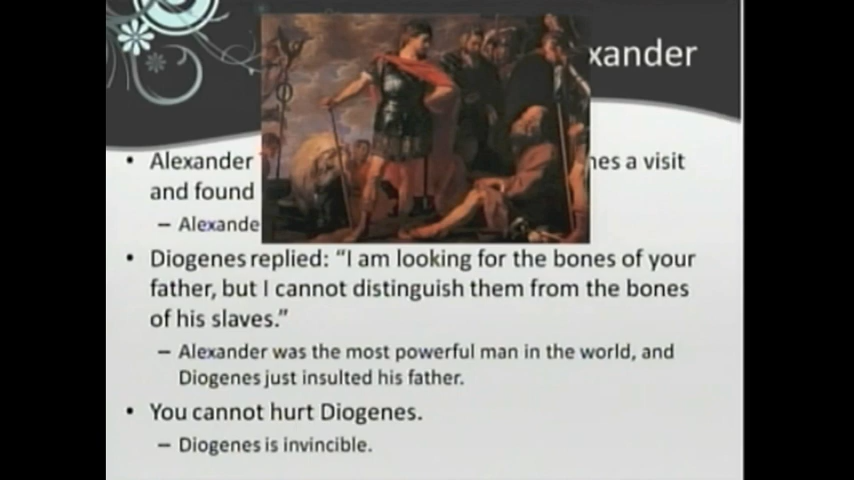 xander
• Alexander nes a visit
and found
– Alexande
• Diogenes replied: “I am looking for the bones of your
father, but I cannot distinguish them from the bones
of his slaves.”
– Alexander was the most powerful man in the world, and
Diogenes just insulted his father.
• You cannot hurt Diogenes.
– Diogenes is invincible.